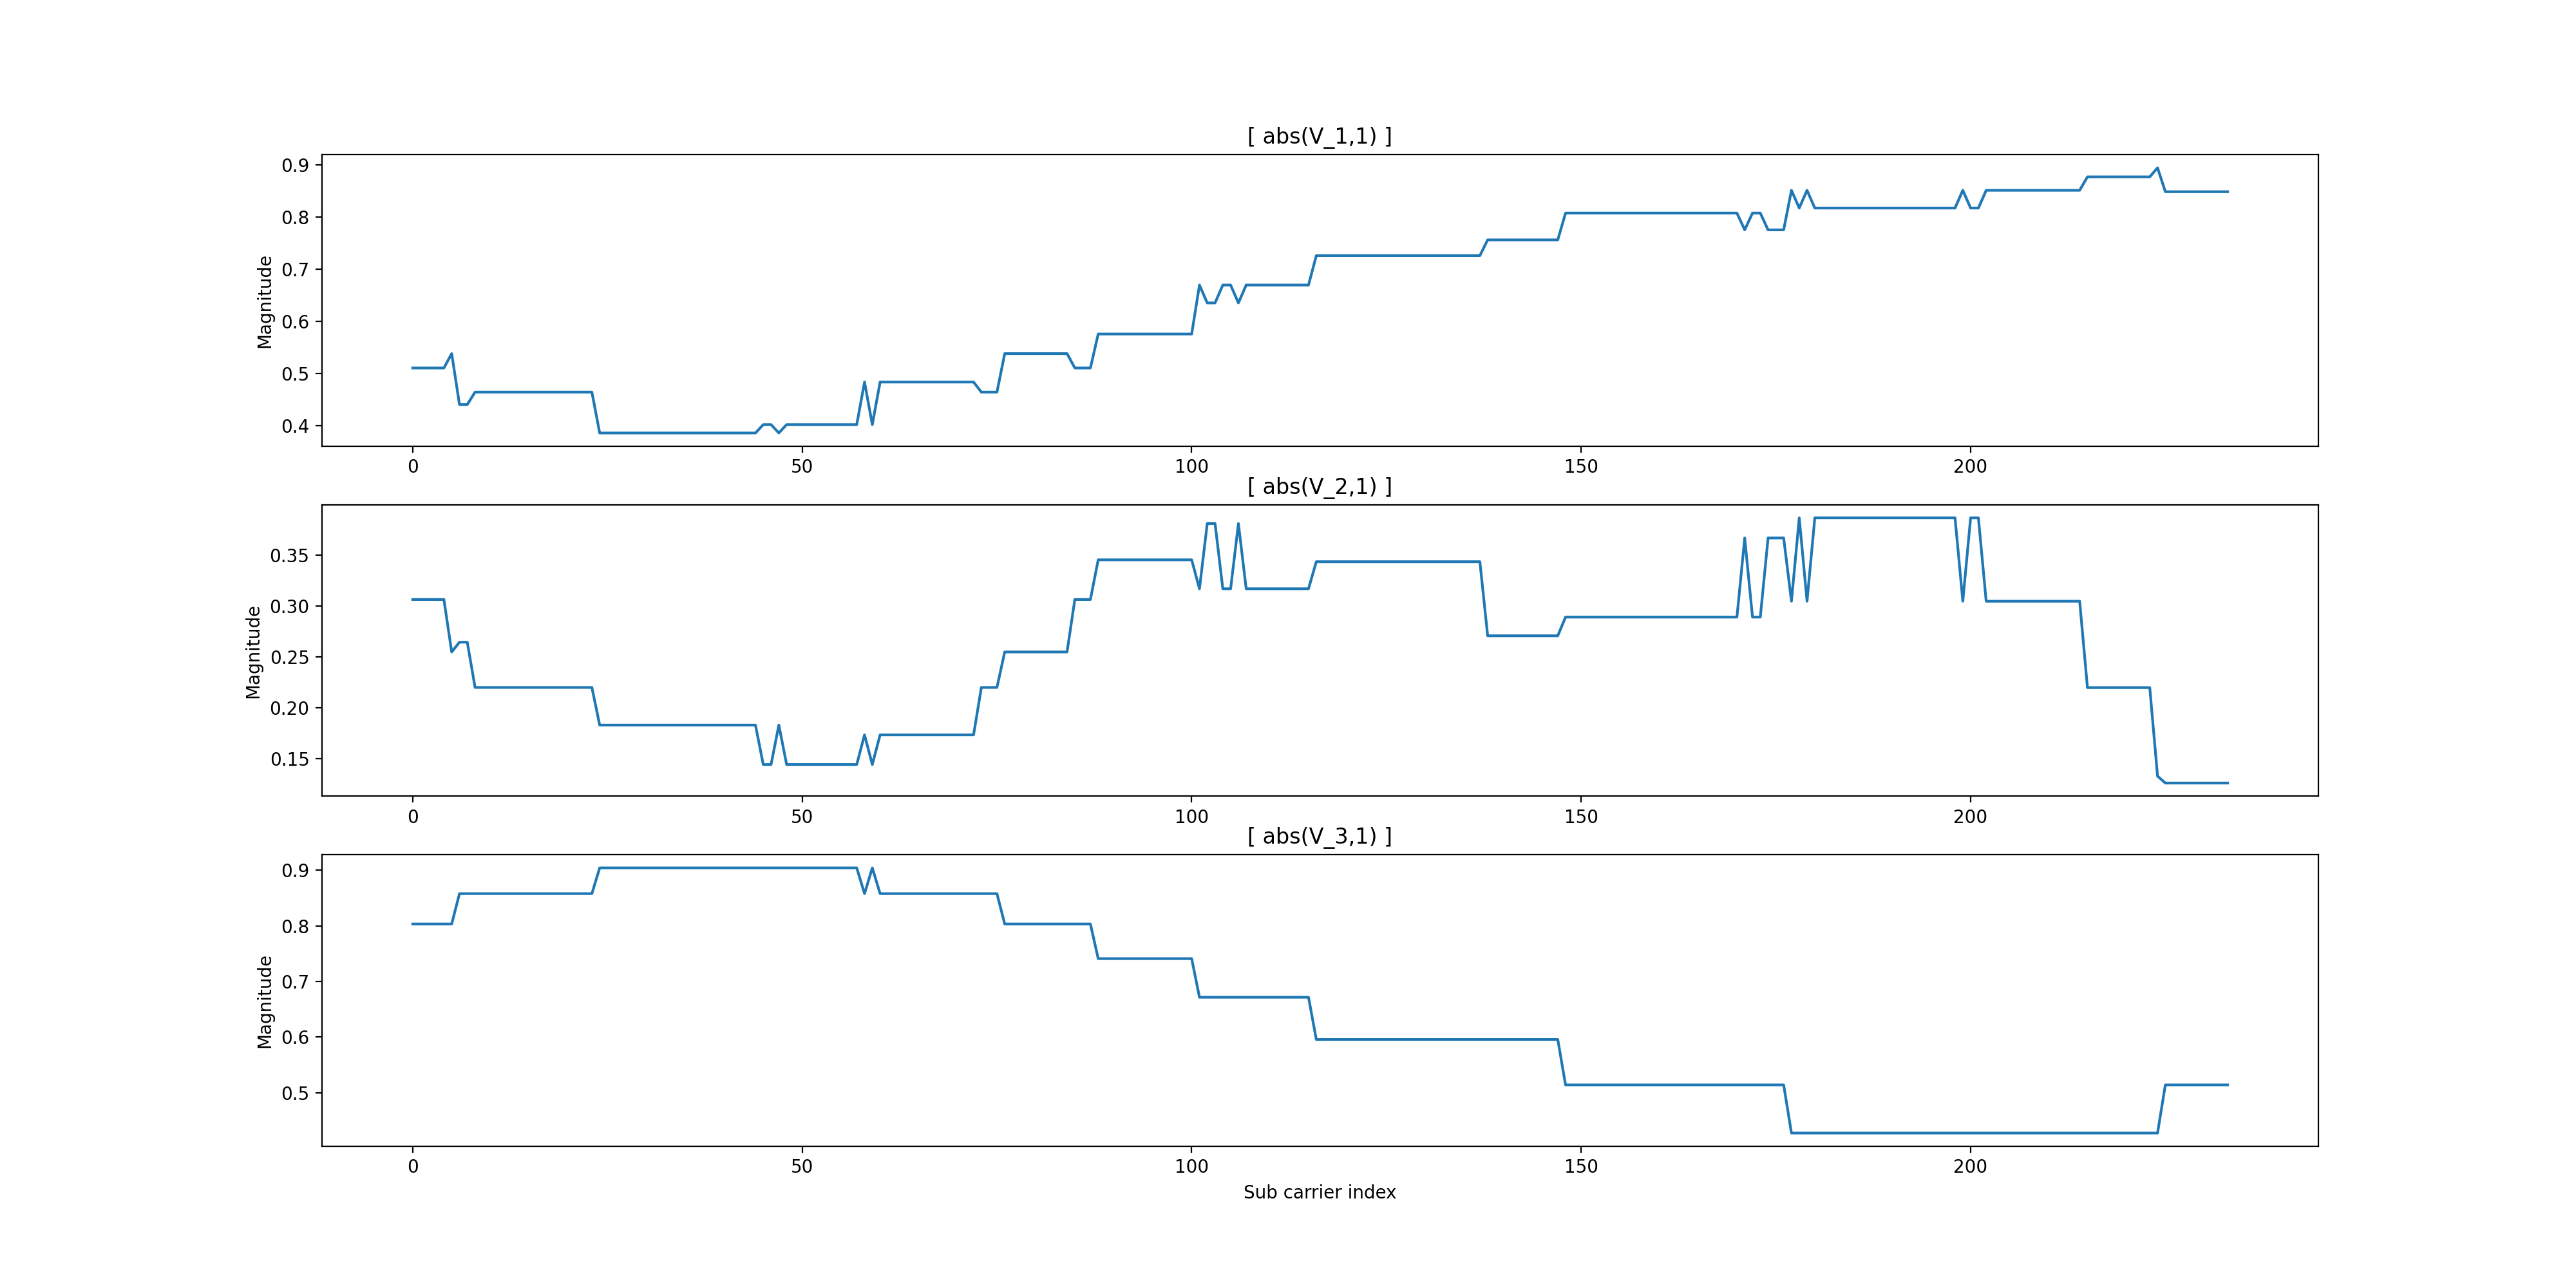 [ abs(V_1,1) ]
0.9
0.8
0.7
0.6
0.5
0.4
Magnitude
0 50 100 150 200
[ abs(V_2,1) ]
0.35
0.30
0.25
0.20
0.15
Magnitude
0 50 100 150 200
[ abs(V_3,1) ]
0.9
0.8
0.7
0.6
0.5
Magnitude
0 50 100 150 200
Sub carrier index